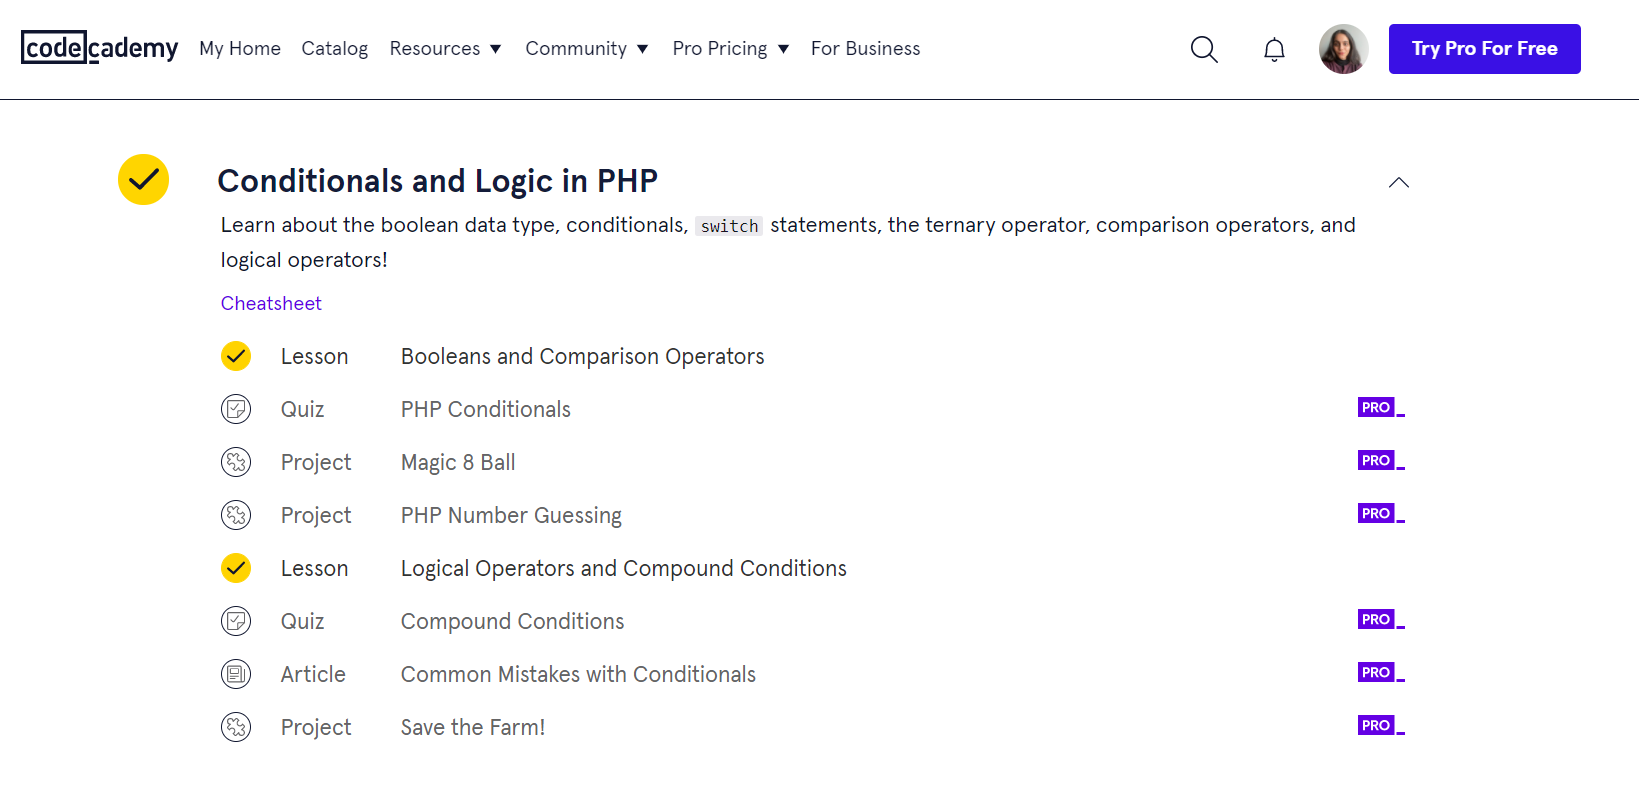 codecademy My Home Catalog Resources Community Pro Pricing For Business Try Pro For Free
Conditionals and Logic in PHP
Learn about the boolean data type, conditionals, switch statements, the ternary operator, comparison operators, and
logical operators!
Cheatsheet
Lesson Booleans and Comparison Operators
Quiz PHP Conditionals PRO
Project Magic 8 Ball PRO
Project PHP Number Guessing PRO
Lesson Logical Operators and Compound Conditions
Quiz Compound Conditions PRO
Article Common Mistakes with Conditionals PRO
Project Save the Farm! PRO